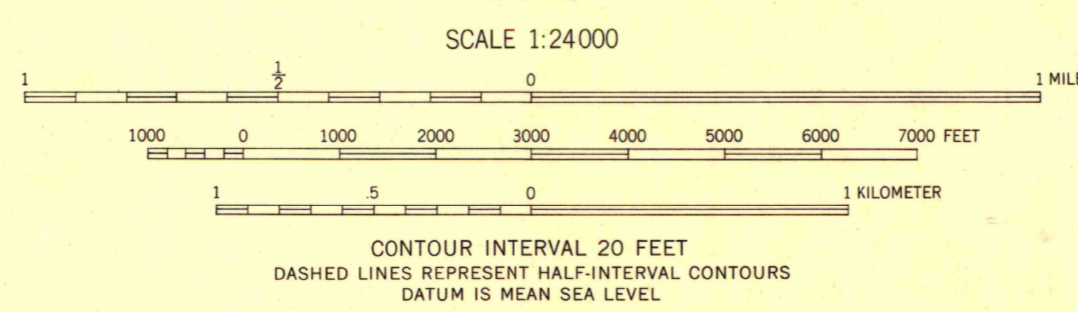 SCALE 1:24000
1 1/2 0 1 MILE
1000 0 1000 2000 3000 4000 5000 6000 7000 FEET
1 .5 0 1 KILOMETER
CONTOUR INTERVAL 20 FEET
DASHED LINES REPRESENT HALF-INTERVAL CONTOURS
DATUM IS MEAN SEA LEVEL